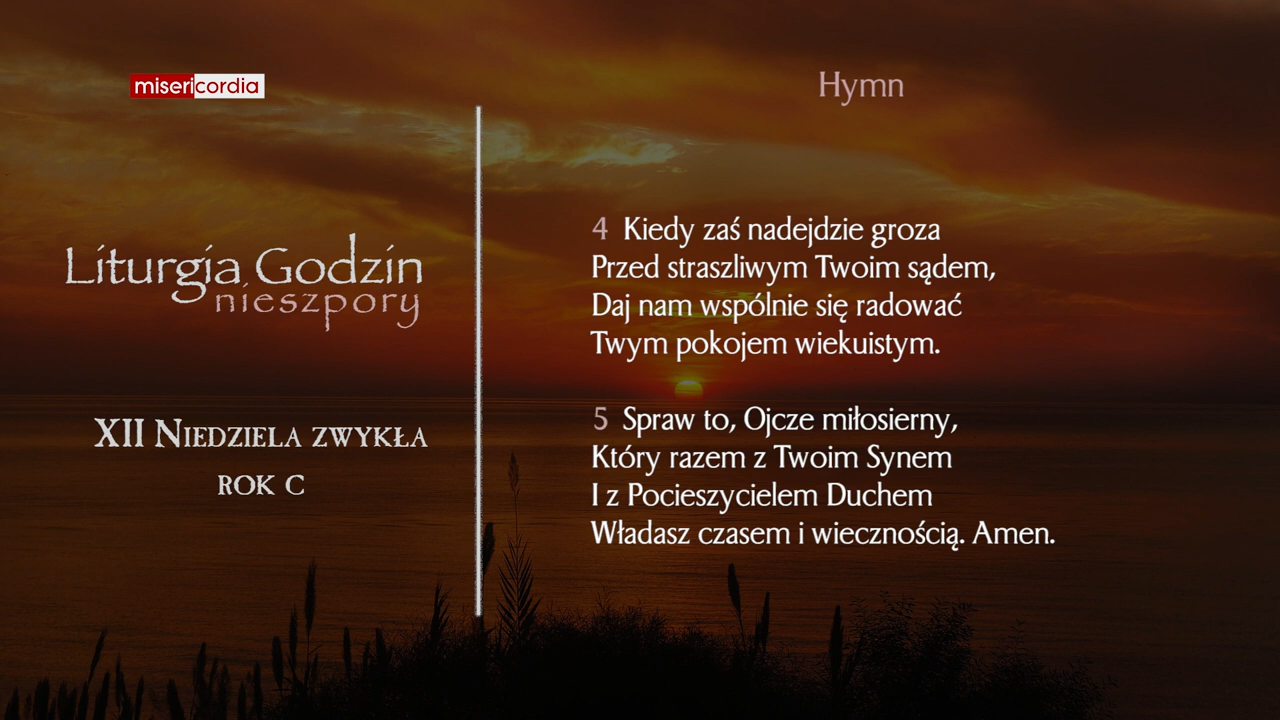 misericordia
Liturgia Godzin
nieszpory
XII Niedziela zwykła
rok C
Hymn
4 Kiedy zaś nadejdzie groza
Przed straszliwym Twoim sądem,
Daj nam wspólnie się radować
Twym pokojem wiekuistym.
5 Spraw to, Ojcze miłosierny,
Który razem z Twoim Synem
I z Pocieszycielem Duchem
Władasz czasem i wiecznością. Amen.